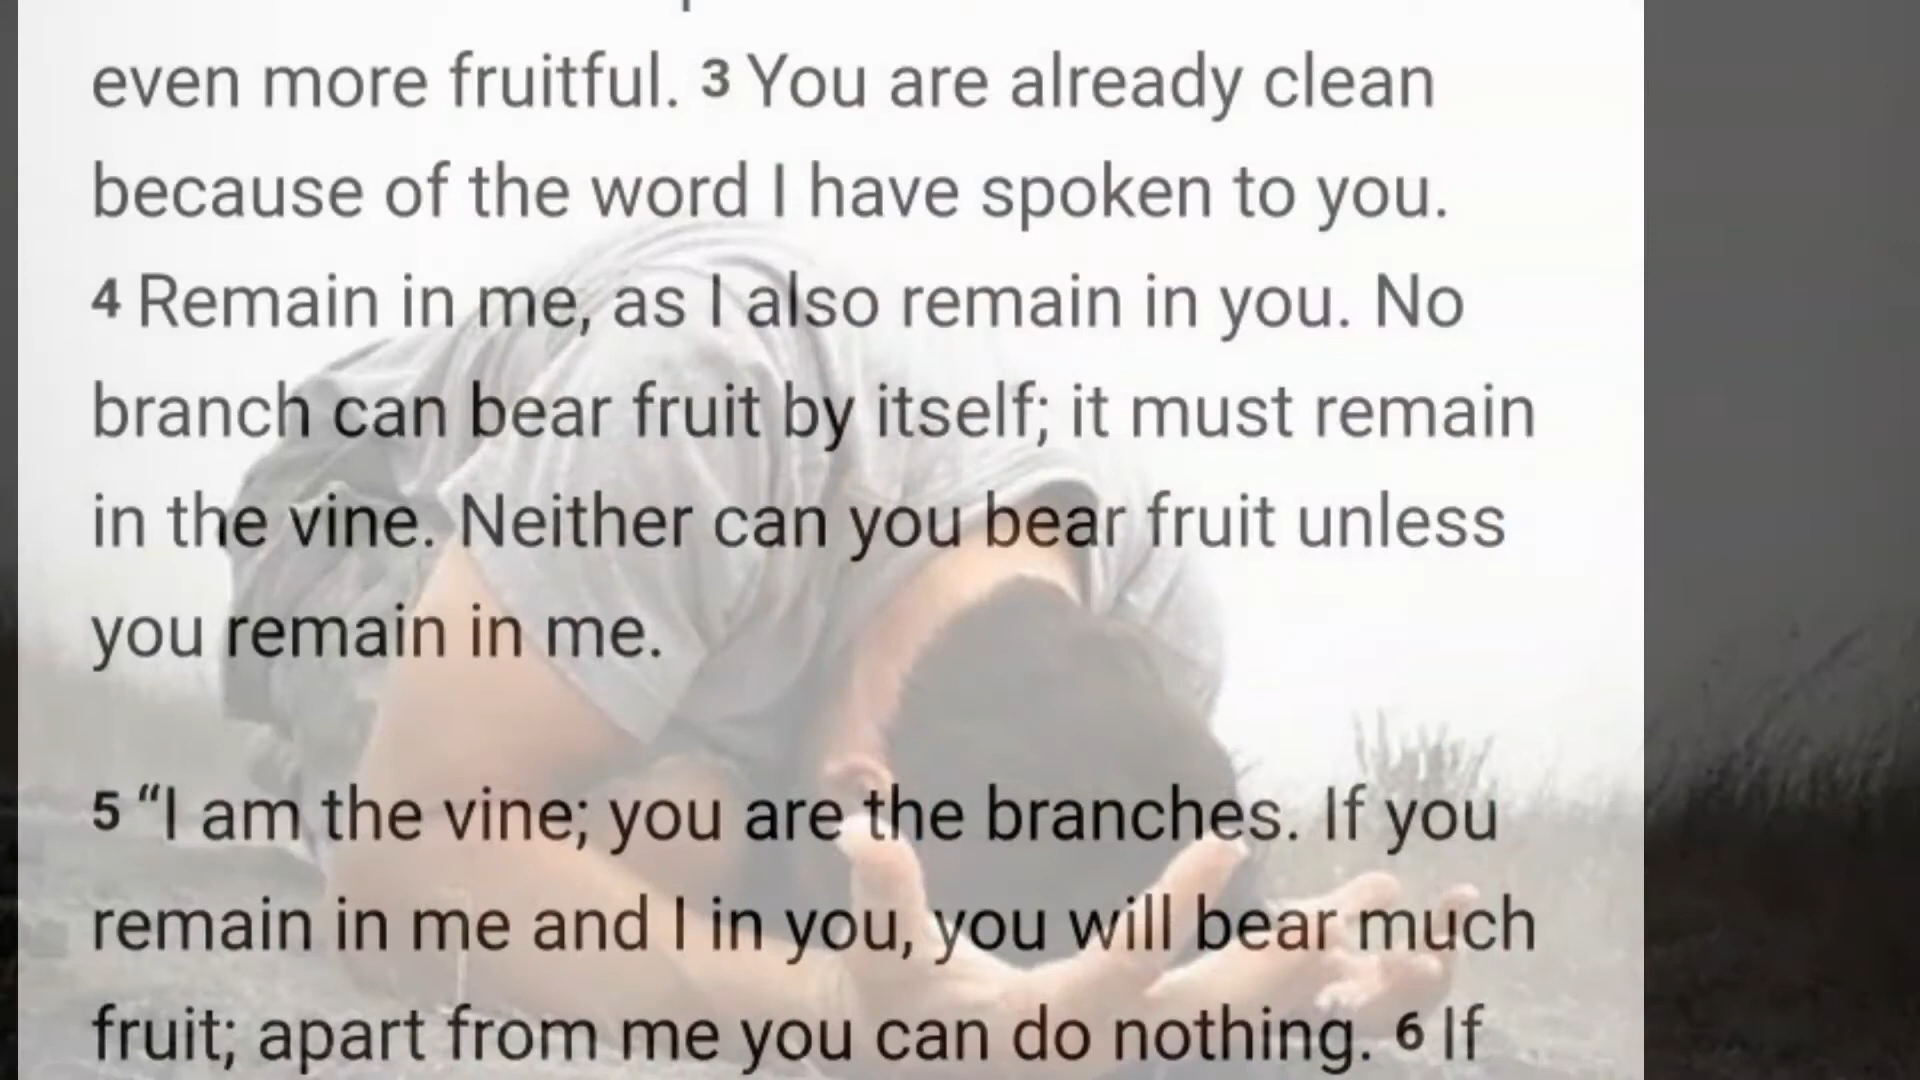 even more fruitful. 3 You are already clean
because of the word I have spoken to you.
4 Remain in me, as I also remain in you. No
branch can bear fruit by itself; it must remain
in the vine. Neither can you bear fruit unless
you remain in me.
5 “I am the vine; you are the branches. If you
remain in me and I in you, you will bear much
fruit; apart from me you can do nothing. 6 If